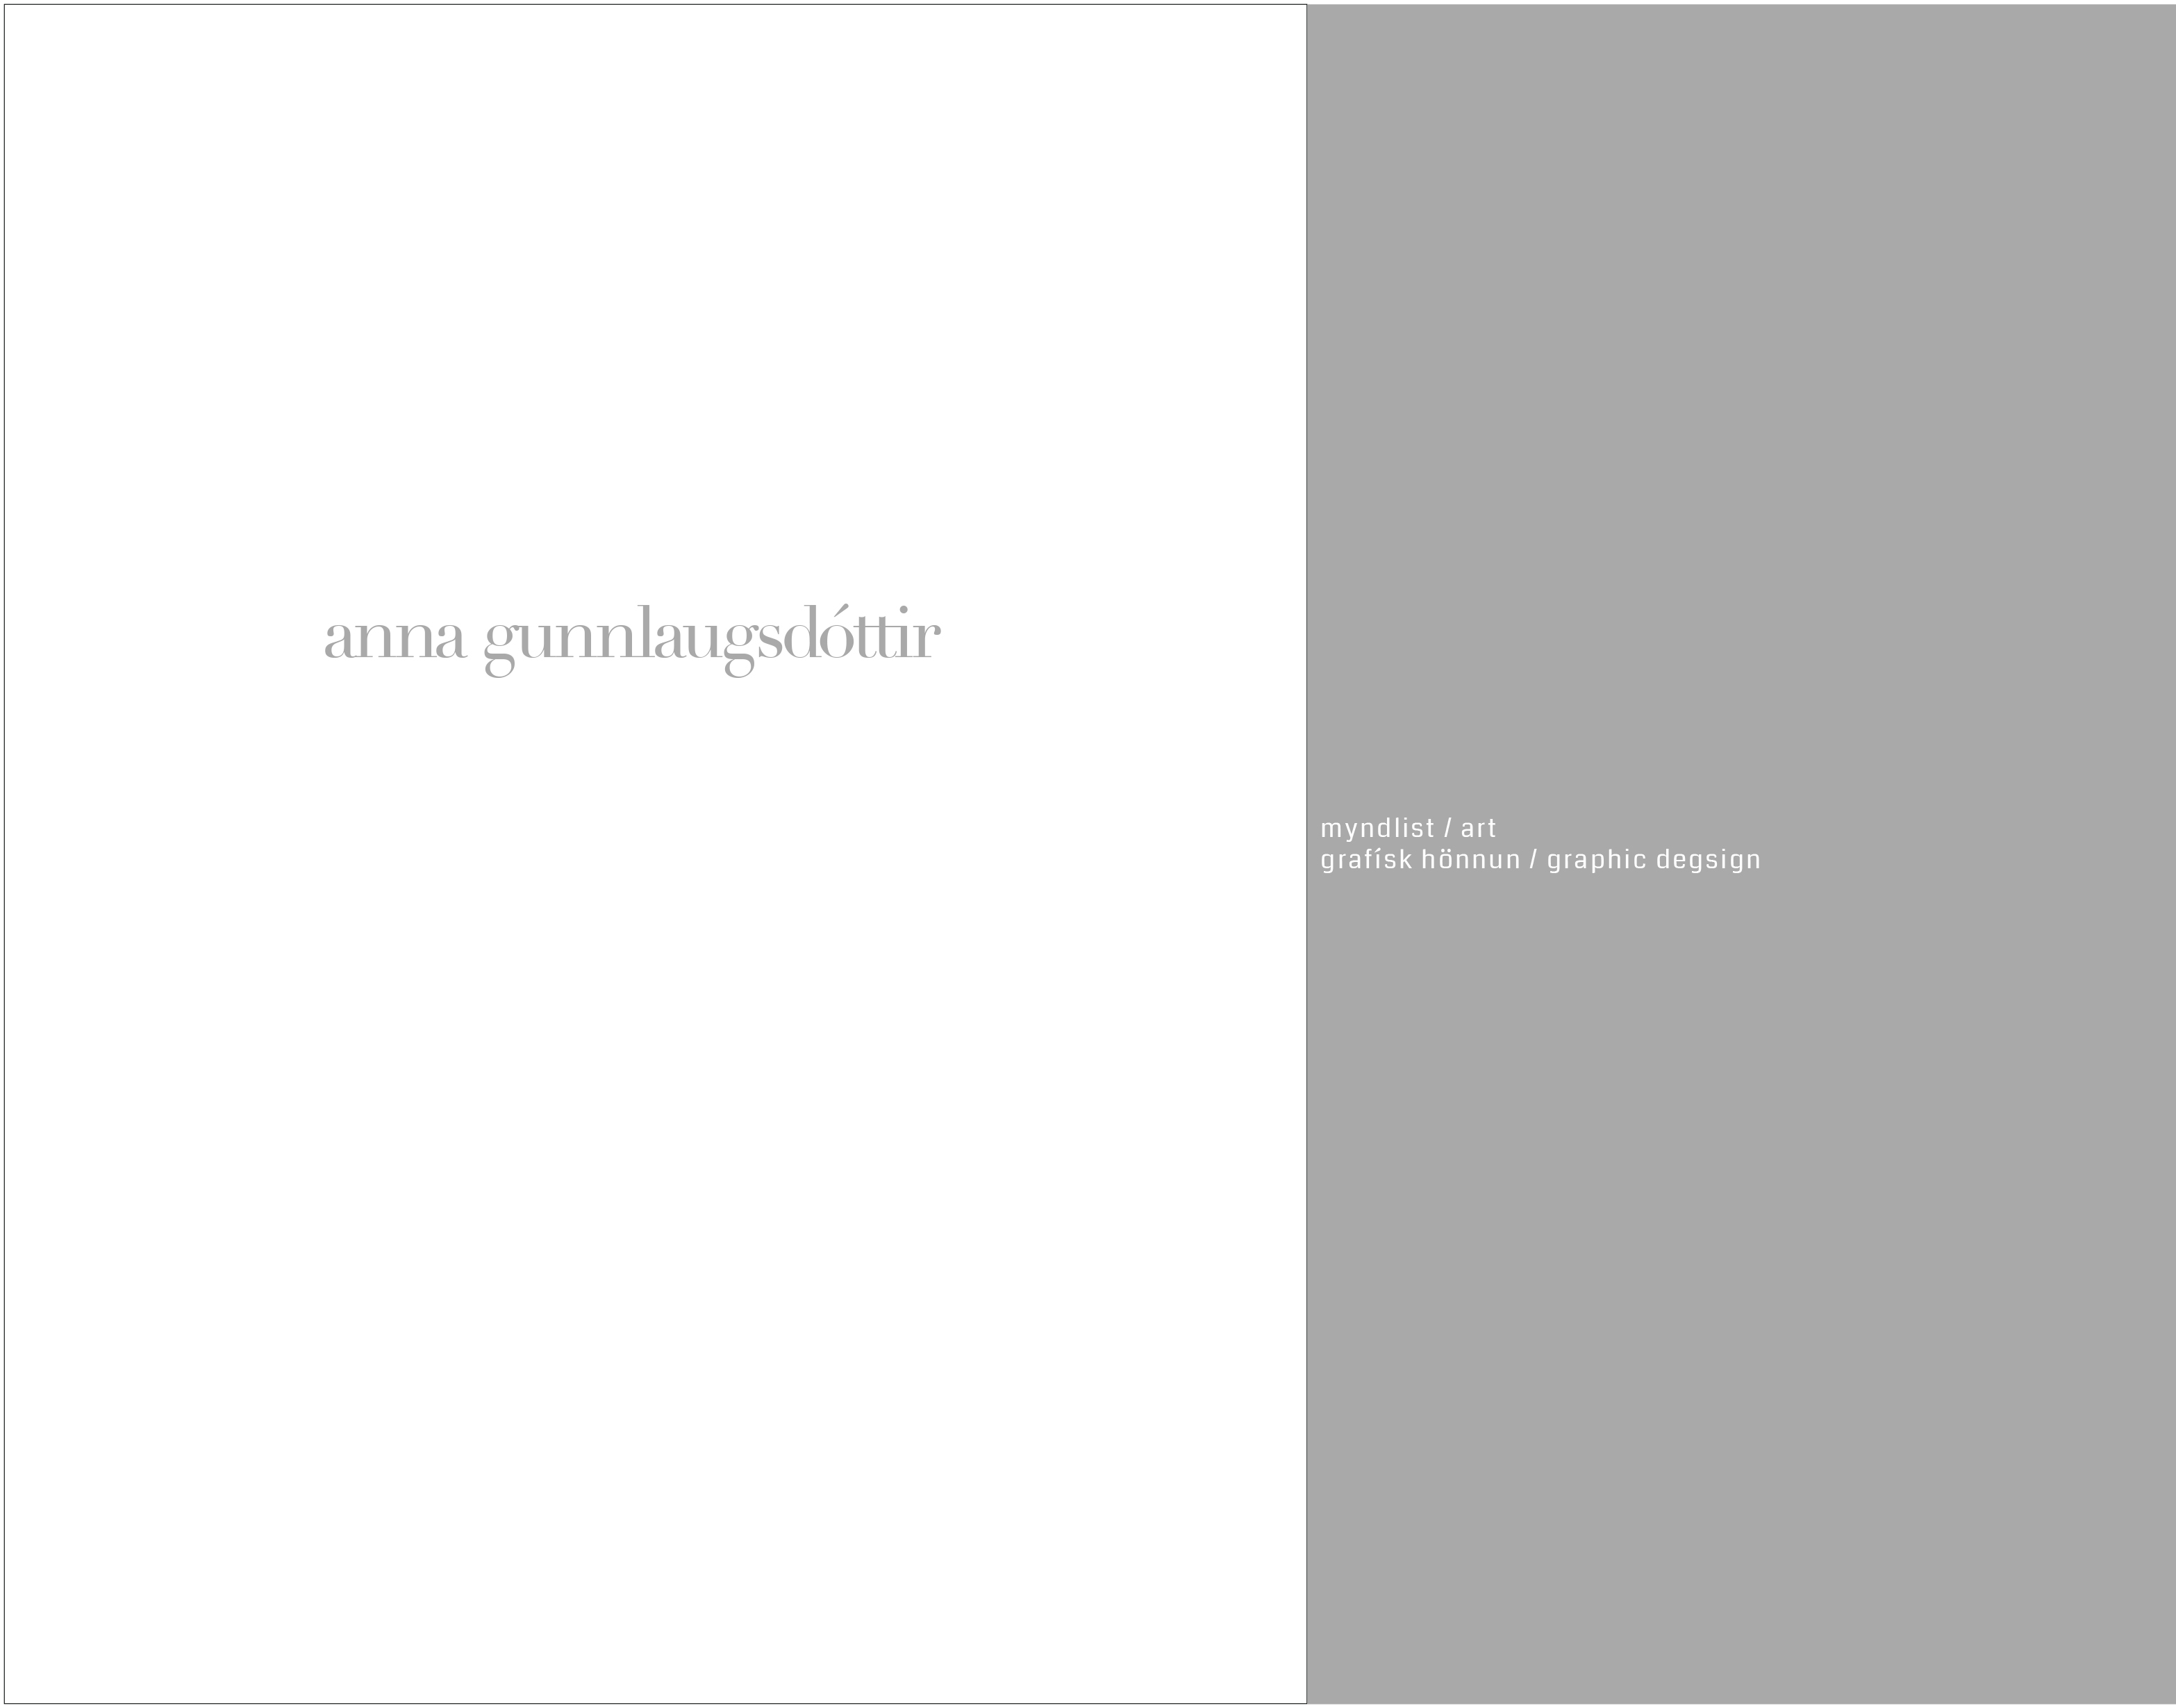 anna gunnlaugsdóttir
myndlist / art
grafísk hönnun / graphic degsign